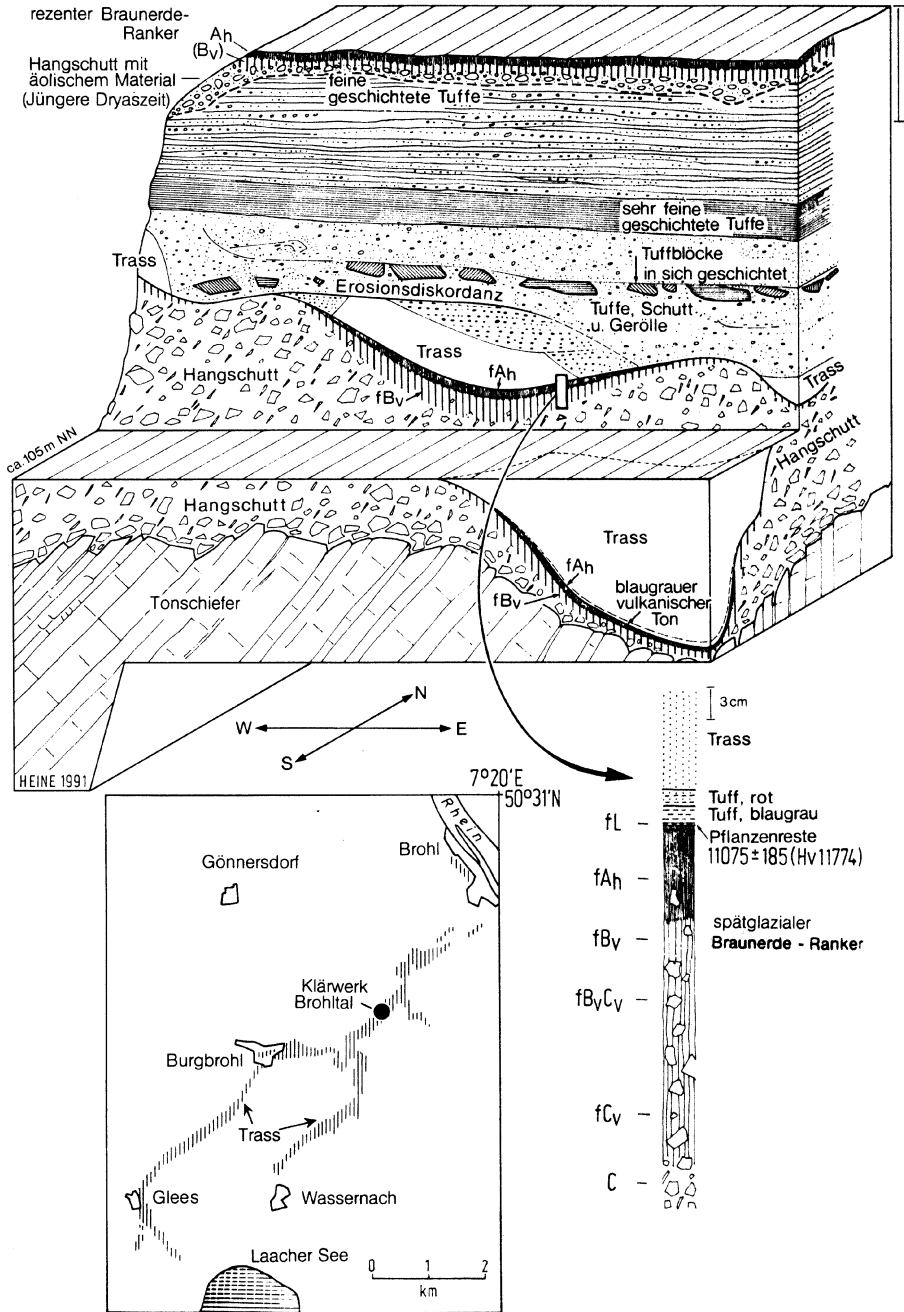 rezenter Braunerde-
Ranker
Ah
(Bv)
Hangschutt mit
äolischem Material
(Jüngere Dryaszeit)
feine
geschichtete Tuffe
sehr feine
geschichtete Tuffe
Trass
Tuffblöcke
in sich geschichtet
Erosionsdiskordanz
Tuffe, Schutt
u. Gerölle
Trass
fAh
Hangschutt
fBv
Trass
ca. 105 m NN
Hangschutt
Hangschutt
Trass
fAh
fBv
blaugrauer
vulkanischer
Ton
Tonschiefer
N
W
E
S
HEINE 1991
3cm
Trass
Tuff, rot
Tuff, blaugrau
fL
Pflanzenreste
11075±185 (Hv 11774)
fAh
spätglazialer
Braunerde - Ranker
fBv
fBvCv
fCv
C
7°20'E
50°31'N
Rhein
Brohl
Gönnersdorf
Klärwerk
Brohltal
Burgbrohl
Trass
Glees
Wassernach
Laacher See
0 1 2
km